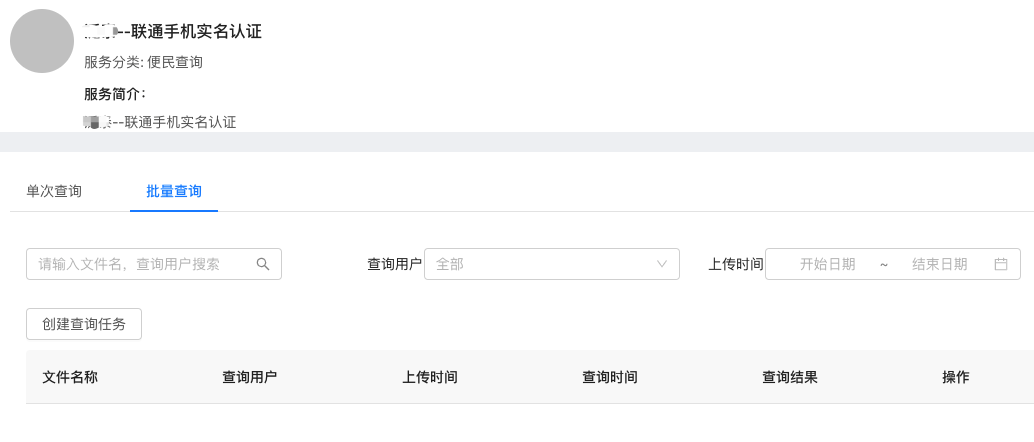 --联通手机实名认证
服务分类: 便民查询
服务简介:
--联通手机实名认证
单次查询 批量查询
请输入文件名，查询用户搜索 查询用户 全部 上传时间 开始日期 ~ 结束日期
创建查询任务
文件名称 查询用户 上传时间 查询时间 查询结果 操作